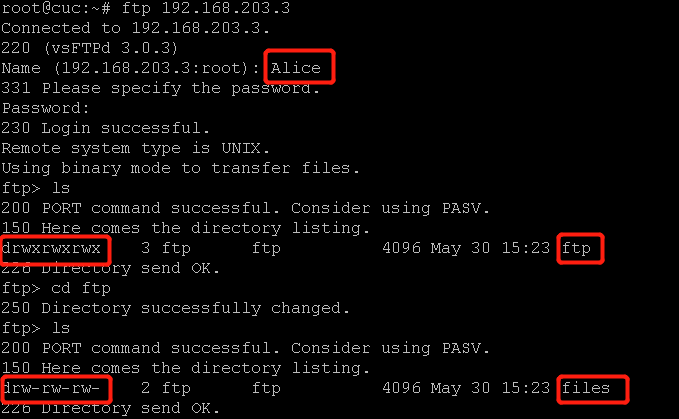 root@cuc:~# ftp 192.168.203.3
Connected to 192.168.203.3.
220 (vsFTPd 3.0.3)
Name (192.168.203.3:root): Alice
331 Please specify the password.
Password:
230 Login successful.
Remote system type is UNIX.
Using binary mode to transfer files.
ftp> ls
200 PORT command successful. Consider using PASV.
150 Here comes the directory listing.
drwxrwxrwx    3 ftp      ftp          4096 May 30 15:23 ftp
226 Directory send OK.
ftp> cd ftp
250 Directory successfully changed.
ftp> ls
200 PORT command successful. Consider using PASV.
150 Here comes the directory listing.
drw-rw-rw-    2 ftp      ftp          4096 May 30 15:23 files
226 Directory send OK.